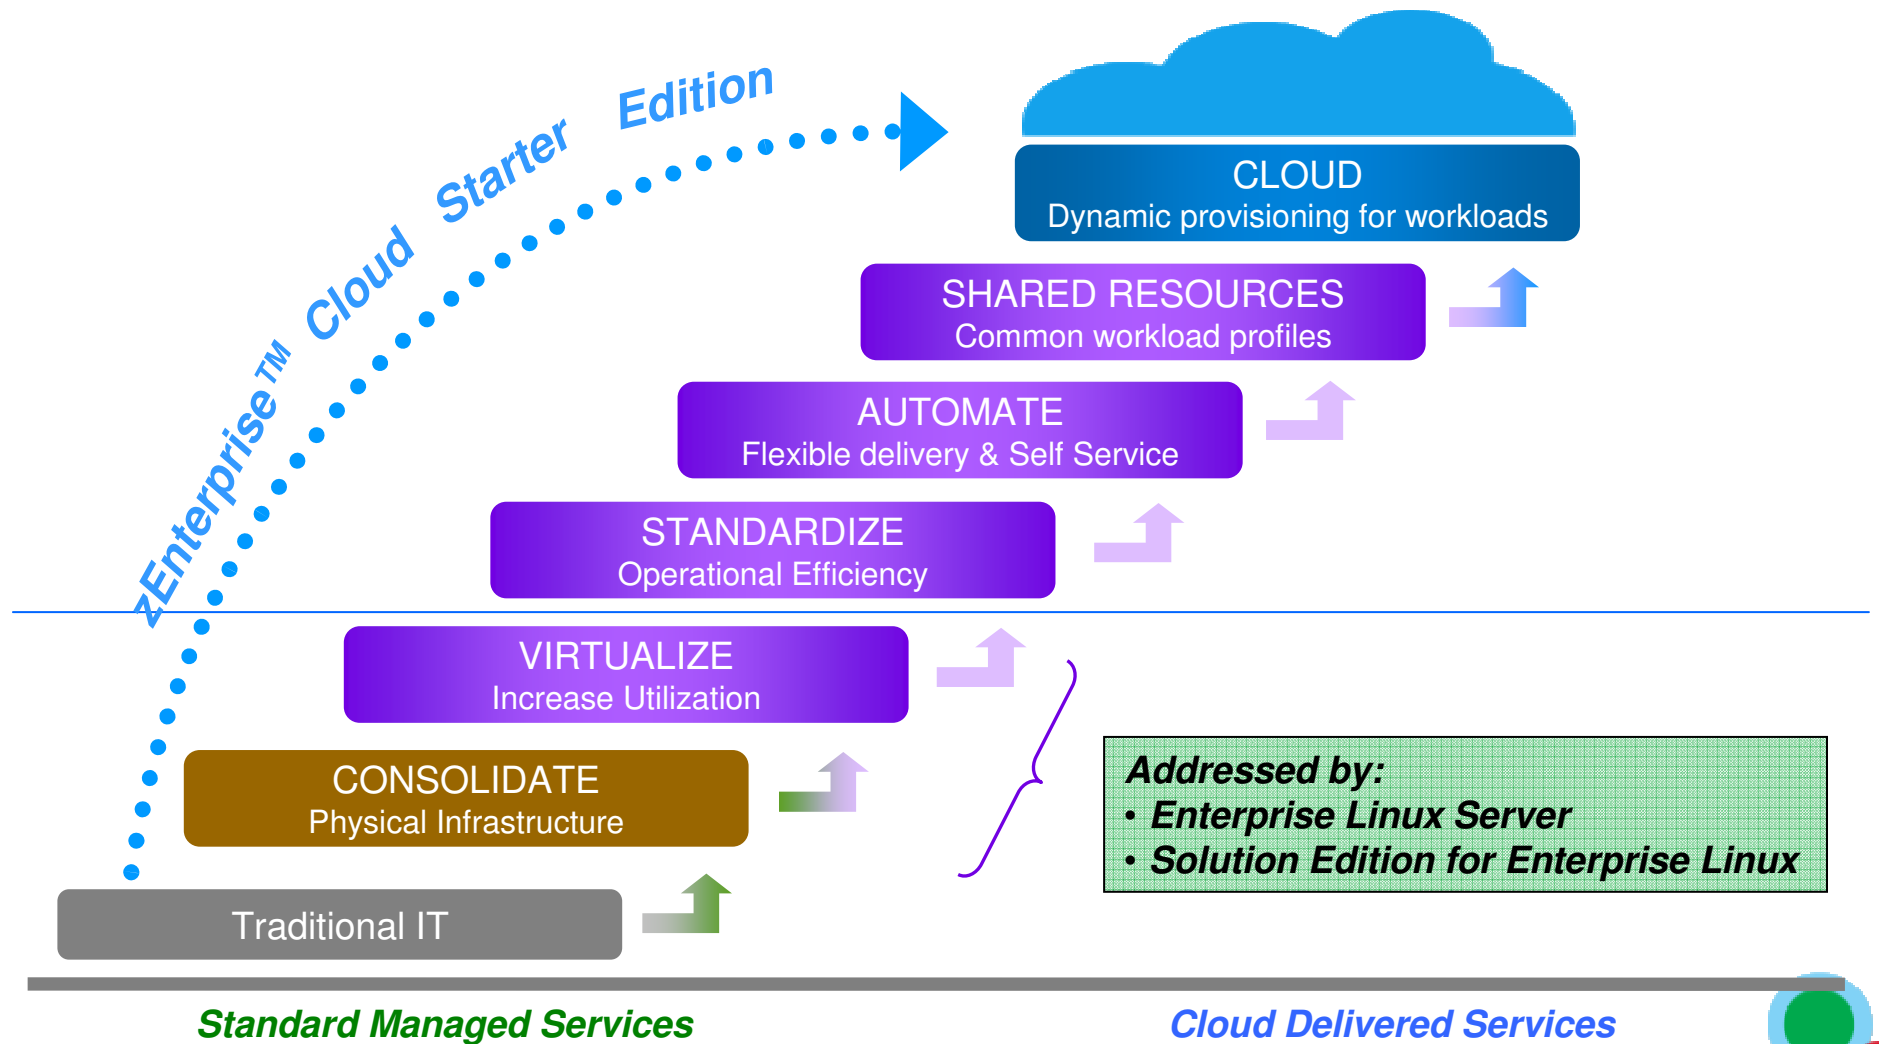 zEnterprise™ Cloud Starter Edition
CLOUD
Dynamic provisioning for workloads
SHARED RESOURCES
Common workload profiles
AUTOMATE
Flexible delivery & Self Service
STANDARDIZE
Operational Efficiency
VIRTUALIZE
Increase Utilization
CONSOLIDATE
Physical Infrastructure
Traditional IT
Addressed by:
• Enterprise Linux Server
• Solution Edition for Enterprise Linux
Standard Managed Services
Cloud Delivered Services